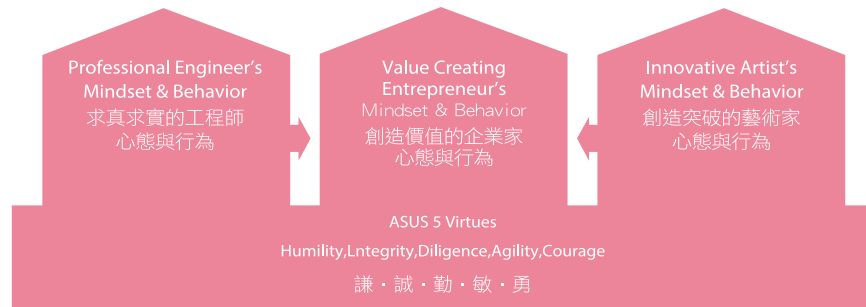 Professional Engineer's
Mindset & Behavior
求真求實的工程師
心態與行為
Value Creating
Entrepreneur's
Mindset & Behavior
創造價值的企業家
心態與行為
Innovative Artist's
Mindset & Behavior
創造突破的藝術家
心態與行為
ASUS 5 Virtues
Humility,Lntegrity,Diligence,Agility,Courage
謙・誠・勤・敏・勇